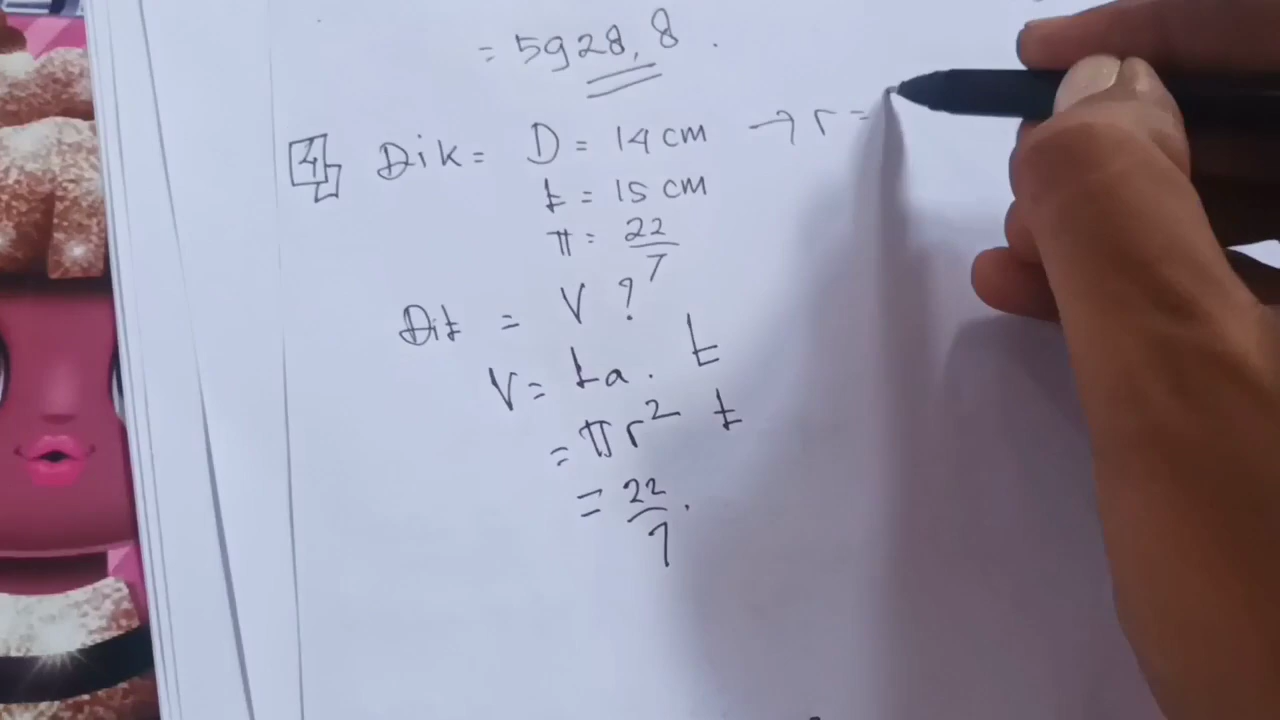 = 5928,8.
4 Dik = D = 14 cm → r =
t = 15 cm
π = 22/7
Dit = V ?
V = La . t
= π r² t
= 22/7 .